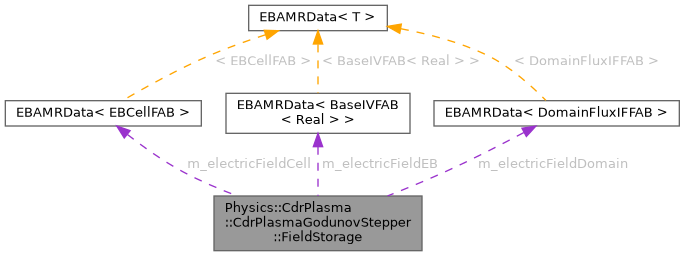 EBAMRData< T >
< EBCellFAB >
< BaseIVFAB< Real > >
< DomainFluxIFFAB >
EBAMRData< EBCellFAB >
EBAMRData< BaseIVFAB
< Real > >
EBAMRData< DomainFluxIFFAB >
m_electricFieldCell
m_electricFieldEB
m_electricFieldDomain
Physics::CdrPlasma
::CdrPlasmaGodunovStepper
::FieldStorage